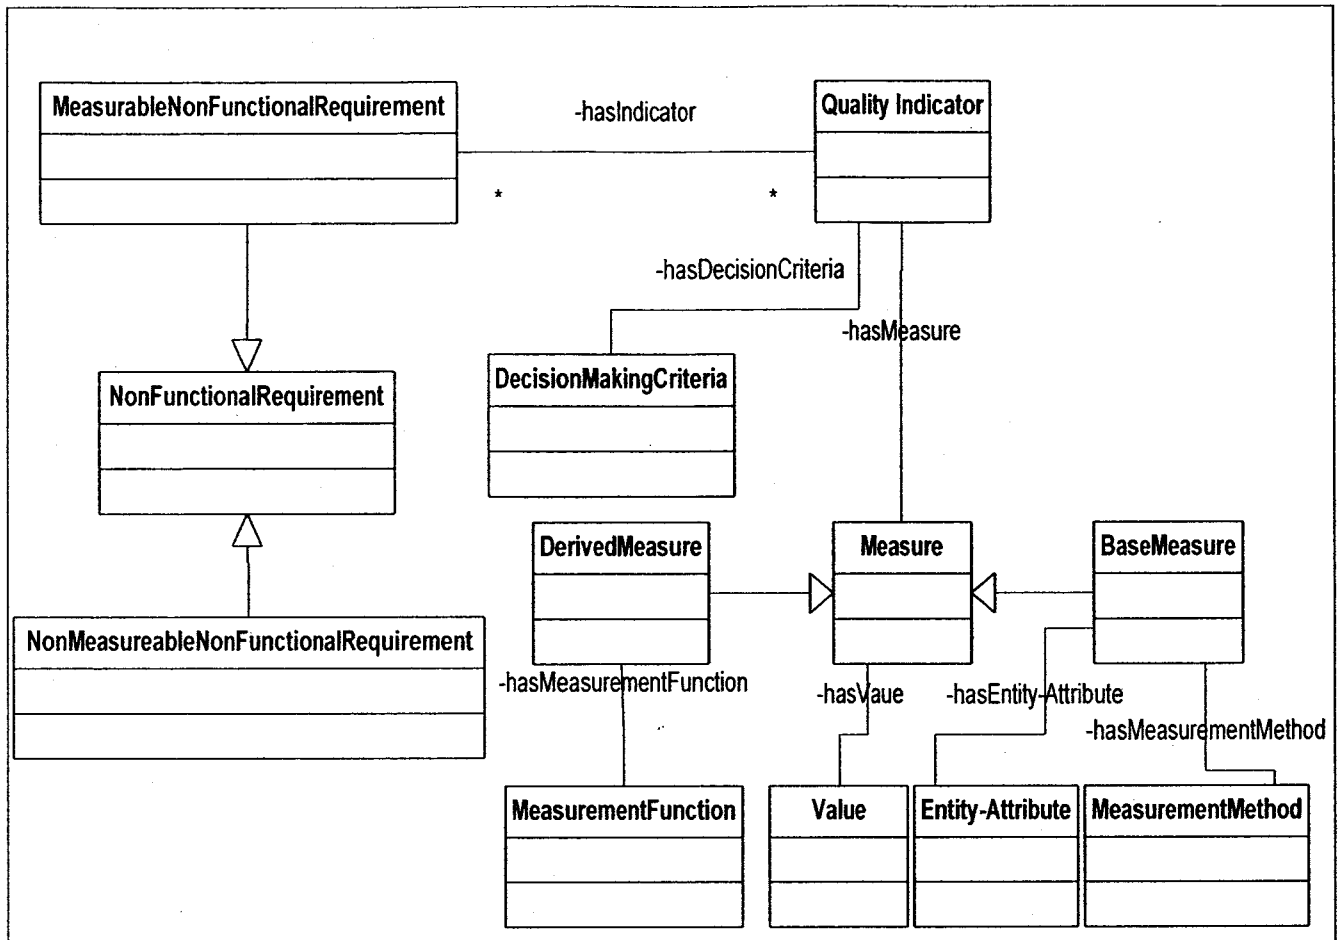 MeasurableNonFunctionalRequirement
-hasIndicator
Quality Indicator
*
*
-hasDecisionCriteria
-hasMeasure
DecisionMakingCriteria
NonFunctionalRequirement
DerivedMeasure
Measure
BaseMeasure
NonMeasureableNonFunctionalRequirement
-hasMeasurementFunction
-hasVaue
-hasEntity-Attribute
-hasMeasurementMethod
MeasurementFunction
Value
Entity-Attribute
MeasurementMethod